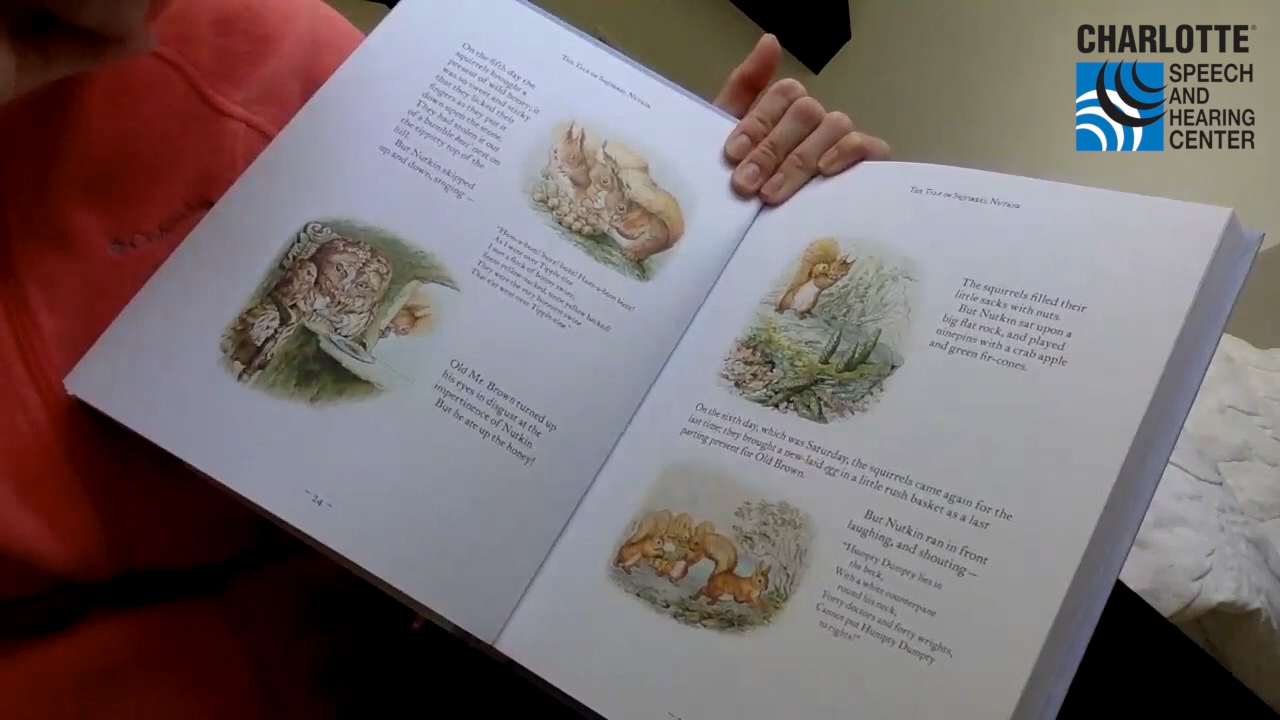 CHARLOTTE
SPEECH
AND
HEARING
CENTER
THE TALE OF SQUIRREL NUTKIN
On the fifth day the
squirrels brought a
present of wild honey; it
was so sweet and sticky
that they licked their
fingers as they put it
down upon the stone.
They had stolen it out
of a bumble bees' nest on
the tippitty top of the
hill.
But Nutkin skipped
up and down, singing—
"Hum-a-bum! buzz! buzz! Hum-a-bum buzz!
As I went over Tipple-tine
I met a flock of bonny swine;
Some yellow-nacked, some yellow backed!
They were the very bonniest swine
That e'er went over Tipple-tine."
Old Mr. Brown turned up
his eyes in disgust at the
impertinence of Nutkin.
But he ate up the honey!
- 24 -
THE TALE OF SQUIRREL NUTKIN
The squirrels filled their
little sacks with nuts.
But Nutkin sat upon a
big flat rock, and played
ninepins with a crab apple
and green fir-cones.
On the sixth day, which was Saturday, the squirrels came again for the
last time; they brought a new-laid egg in a little rush basket as a last
parting present for Old Brown.
But Nutkin ran in front
laughing, and shouting—
"Humpty Dumpty lies in
the beck,
With a white counterpane
round his neck,
Forty doctors and forty wrights,
Cannot put Humpty Dumpty
to rights!"